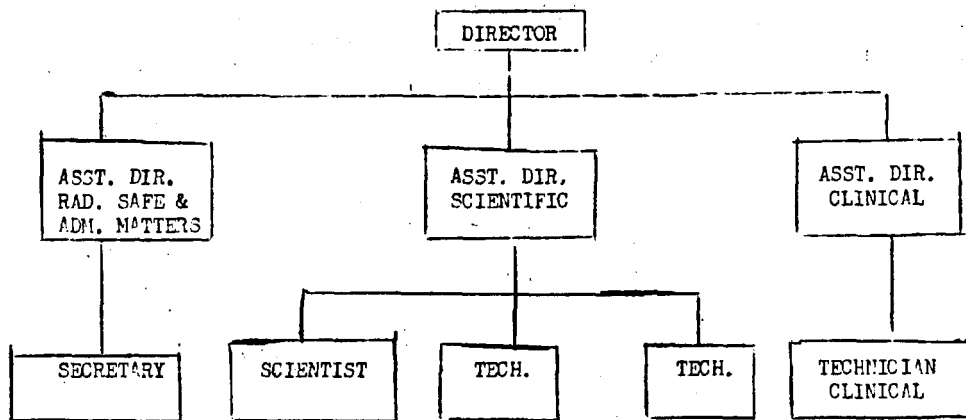 DIRECTOR
ASST. DIR.
RAD. SAFE &
ADM. MATTERS
ASST. DIR.
SCIENTIFIC
ASST. DIR.
CLINICAL
SECRETARY
SCIENTIST
TECH.
TECH.
TECHNICIAN
CLINICAL